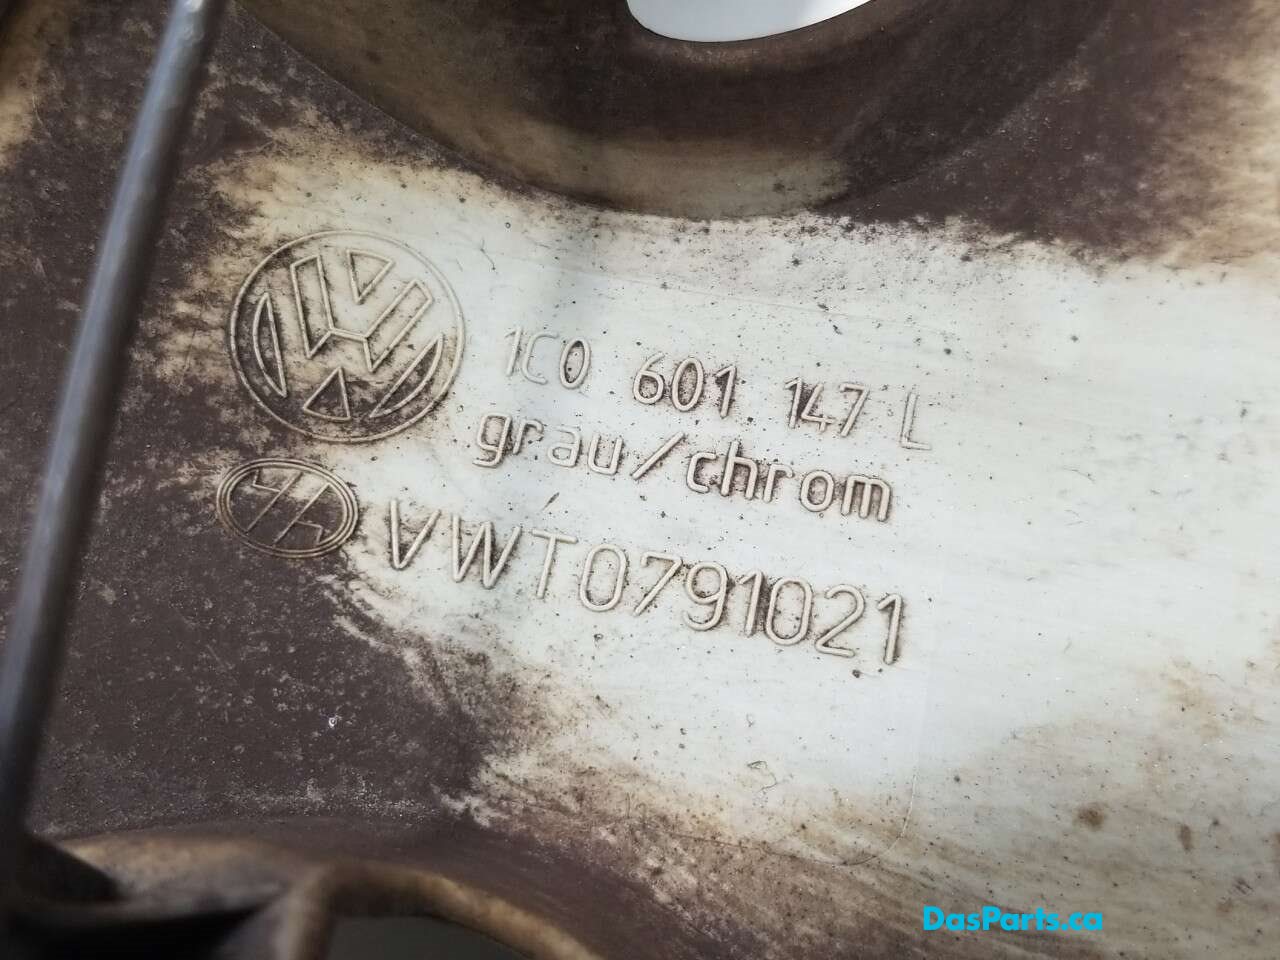 1C0 601 147 L
grau/chrom
VWT0791021
DasParts.ca